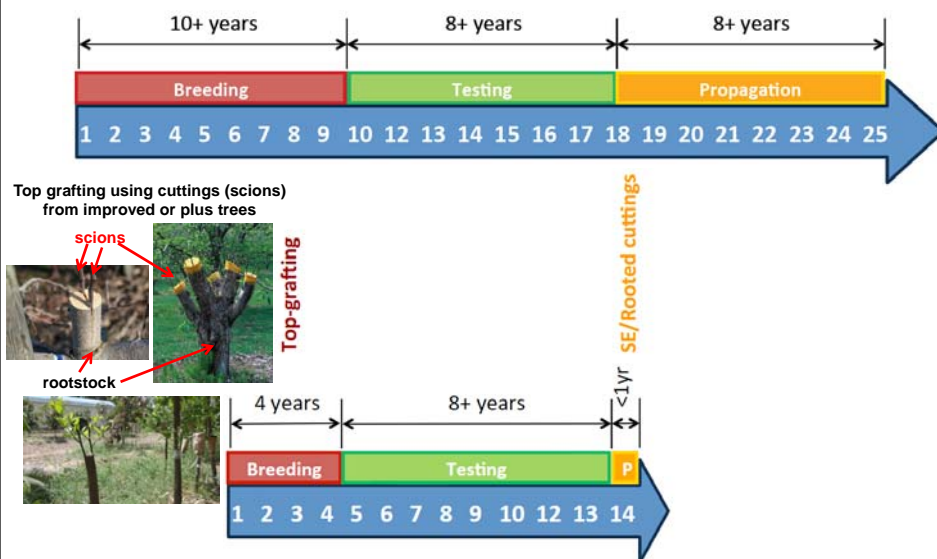 10+ years 8+ years 8+ years
Breeding Testing Propagation
1 2 3 4 5 6 7 8 9 10 12 13 14 15 16 17 18 19 20 21 22 23 24 25
Top grafting using cuttings (scions)
from improved or plus trees
scions
rootstock
Top-grafting
SE/Rooted cuttings
4 years 8+ years <1yr
Breeding Testing P
1 2 3 4 5 6 7 8 9 10 12 13 14